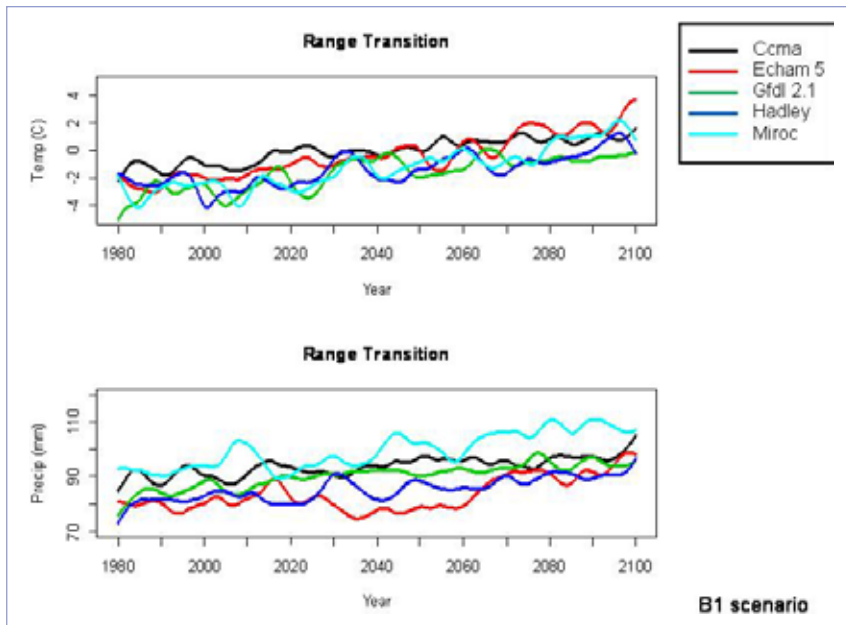 Range Transition
Temp (C)
4
2
0
-2
-4
1980 2000 2020 2040 2060 2080 2100
Year
Ccma
Echam 5
Gfdl 2.1
Hadley
Miroc
Range Transition
Precip (mm)
110
90
70
1980 2000 2020 2040 2060 2080 2100
Year
B1 scenario